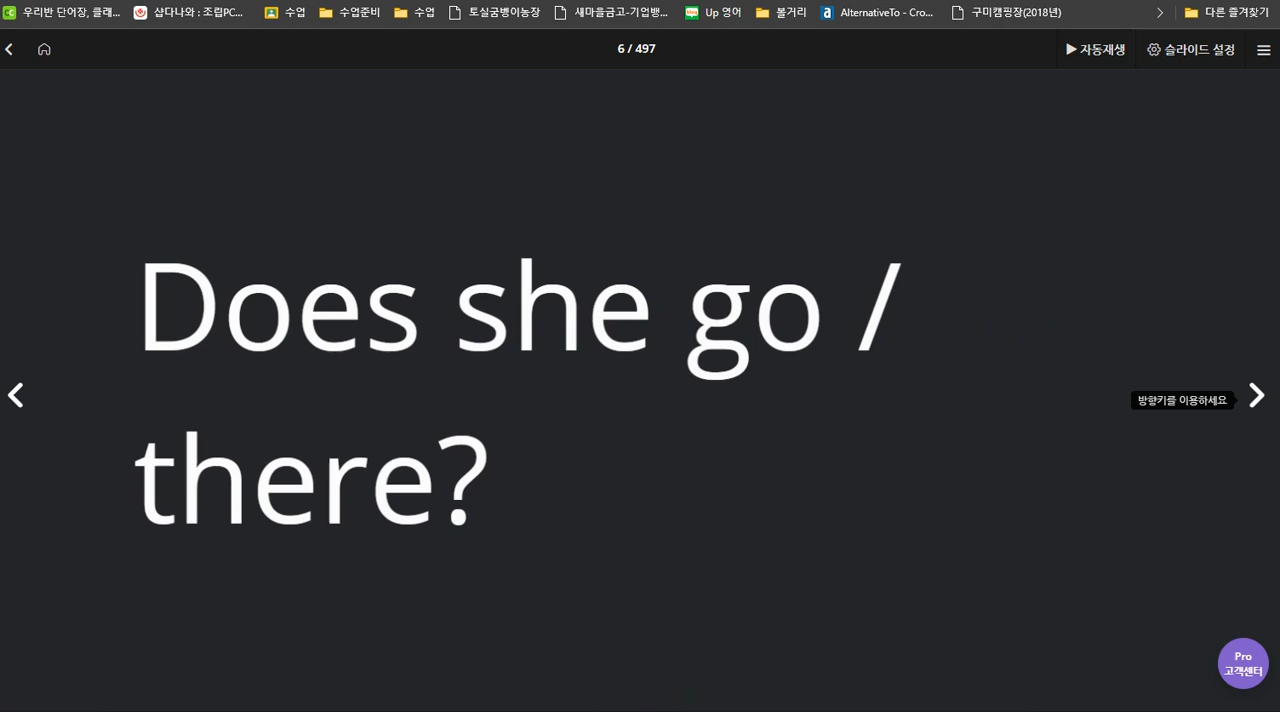 우리반 단어장, 클래... 샵다나와 : 조립PC... 수업 수업준비 수업 토실굼벵이농장 새마을금고-기업뱅... Up 영어 볼거리 AlternativeTo - Cro... 구미캠핑장(2018년) 다른 즐겨찾기
6 / 497 자동재생 슬라이드 설정
Does she go /
there?
방향키를 이용하세요
Pro
고객센터